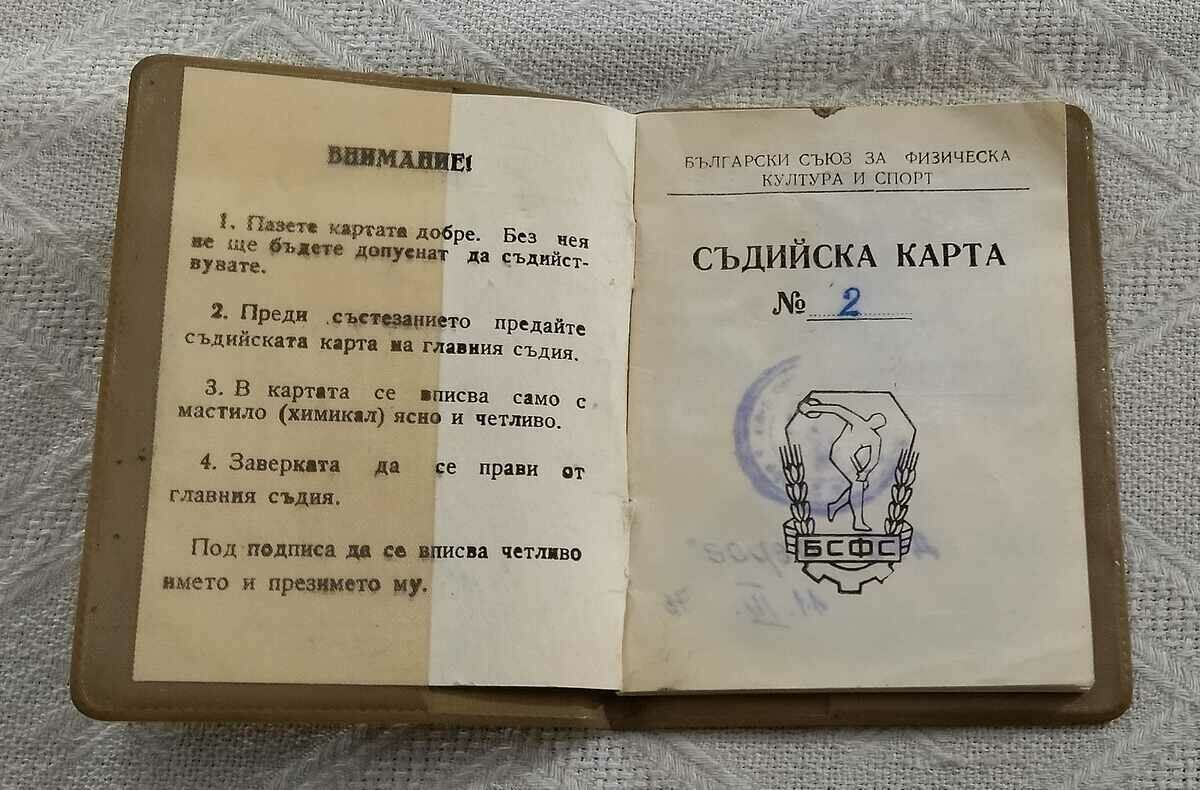 ВНИМАНИЕ!
1. Пазете картата добре. Без нея
не ще бъдете допуснат да съдийст-
вувате.
2. Преди състезанието предайте
съдийската карта на главния съдия.
3. В картата се вписва само с
мастило (химикал) ясно и четливо.
4. Заверката да се прави от
главния съдия.
Под подписа да се вписва четливо
името и презимето му.
БЪЛГАРСКИ СЪЮЗ ЗА ФИЗИЧЕСКА
КУЛТУРА И СПОРТ
СЪДИЙСКА КАРТА
№ 2
БСФС